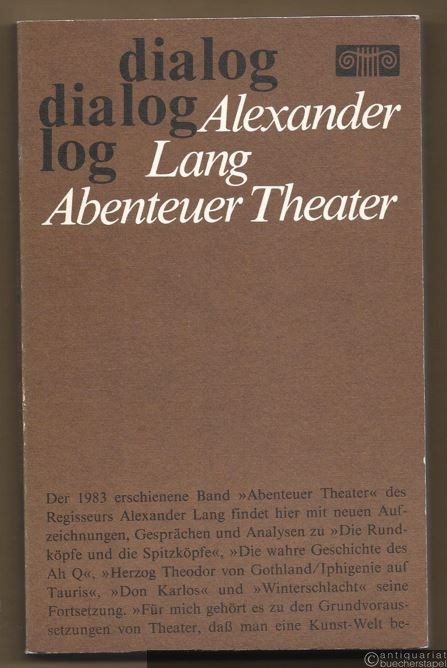 dialog
dialog Alexander
log Lang
Abenteuer Theater
Der 1983 erschienene Band »Abenteuer Theater« des
Regisseurs Alexander Lang findet hier mit neuen Auf-
zeichnungen, Gesprächen und Analysen zu »Die Rund-
köpfe und die Spitzköpfe«, »Die wahre Geschichte des
Ah Q«, »Herzog Theodor von Gothland/Iphigenie auf
Tauris«, »Don Karlos« und »Winterschlacht« seine
Fortsetzung. »Für mich gehört es zu den Grundvoraus-
setzungen von Theater, daß man eine Kunst-Welt be-
antiquariat
buecherstapel